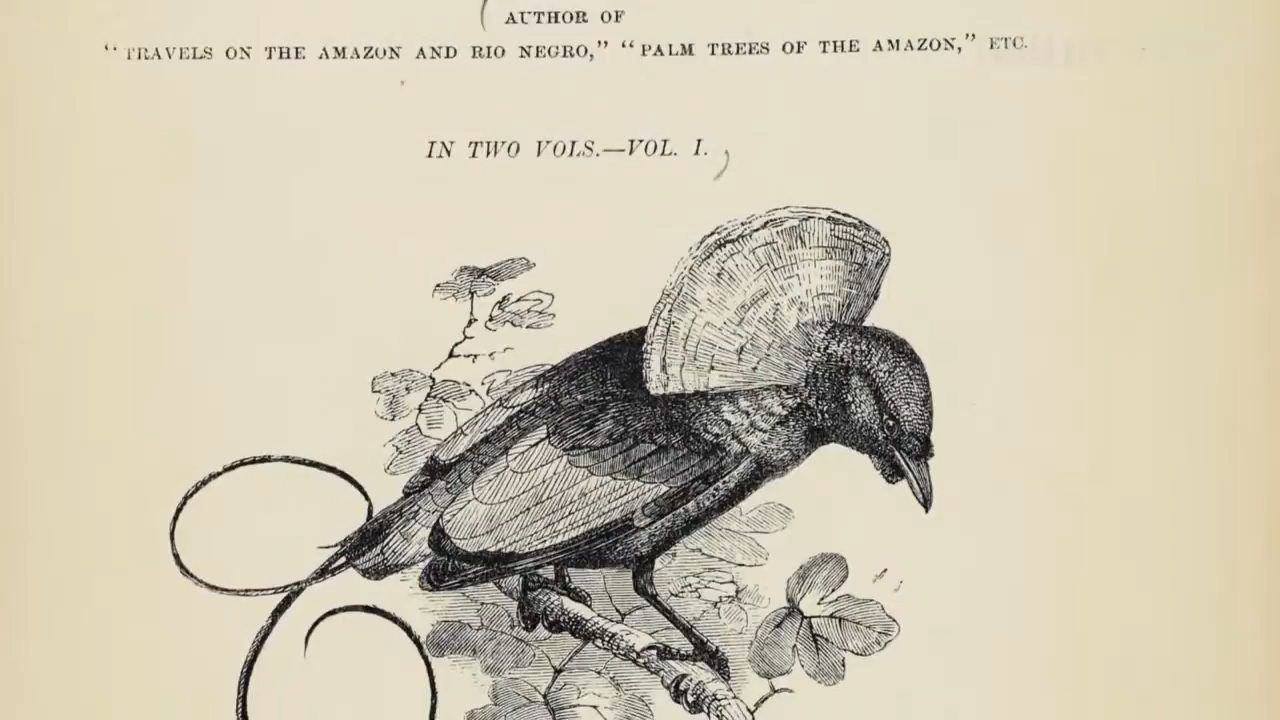 AUTHOR OF
“TRAVELS ON THE AMAZON AND RIO NEGRO,” “PALM TREES OF THE AMAZON,” ETC.
IN TWO VOLS.—VOL. I.